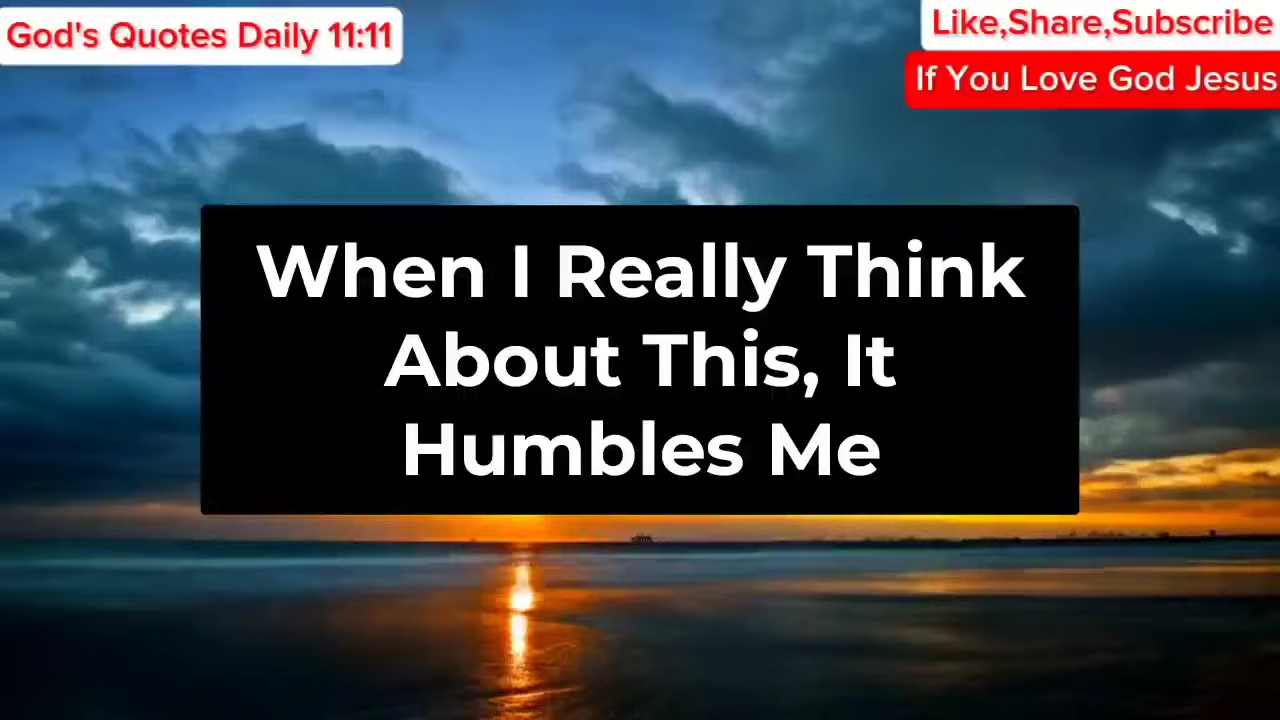 God's Quotes Daily 11:11
Like,Share,Subscribe
If You Love God Jesus
When I Really Think
About This, It
Humbles Me